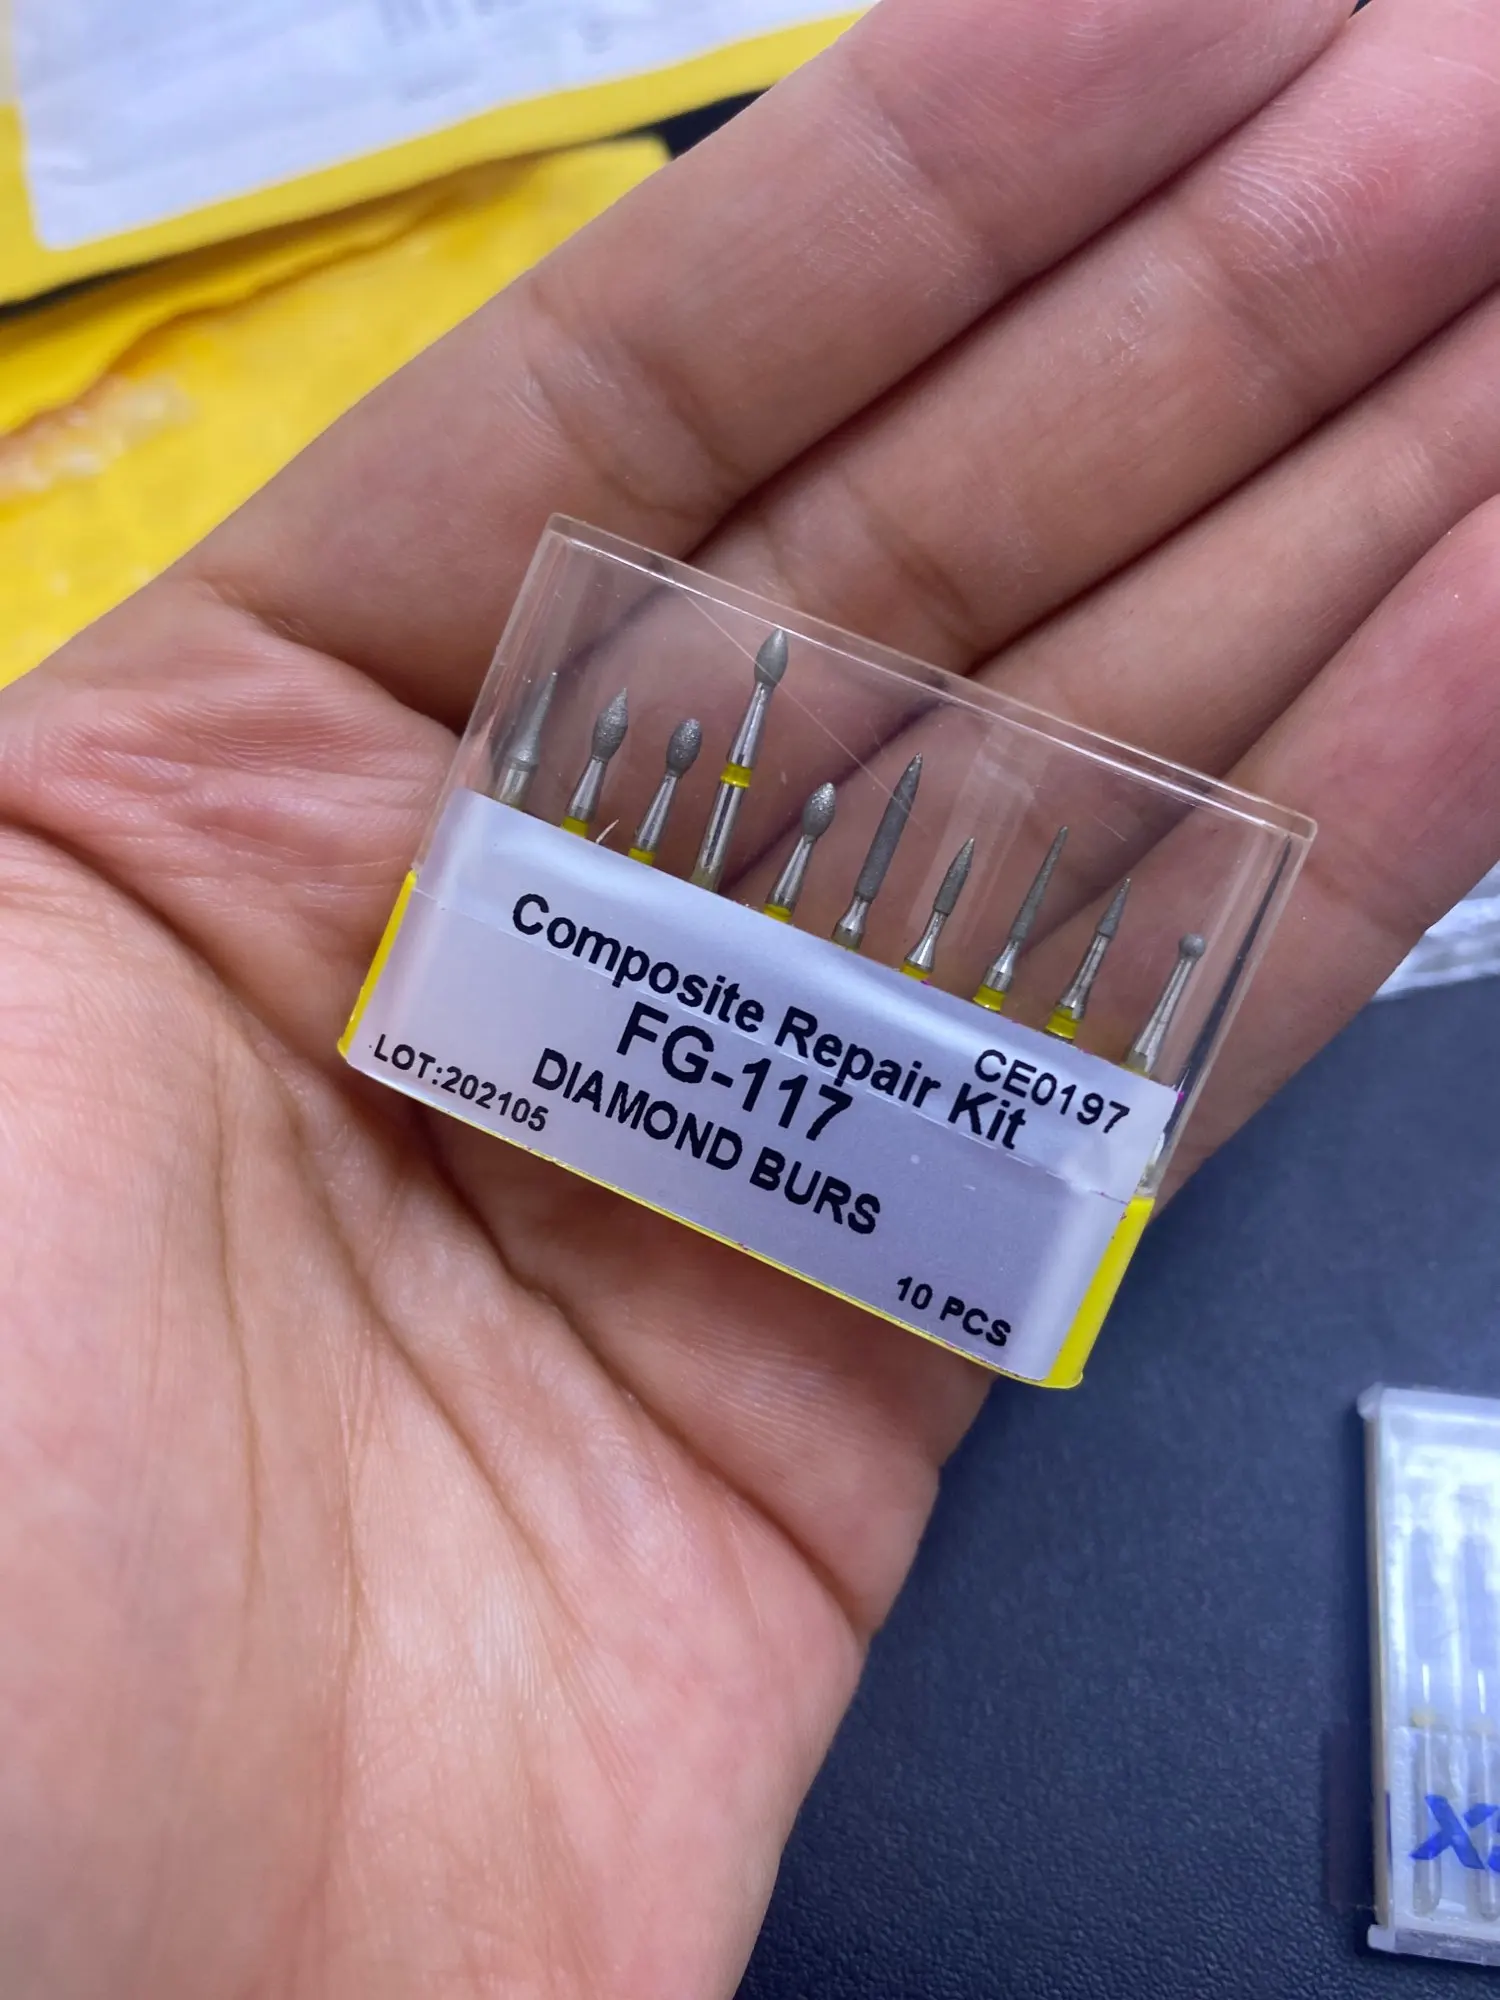 CE0197
Composite Repair Kit
FG-117
DIAMOND BURS
LOT:202105
10 PCS